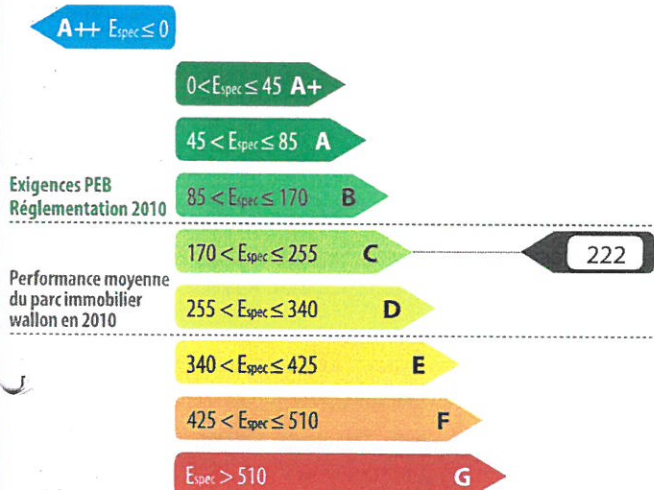 A++ Espec ≤ 0
0 < Espec ≤ 45 A+
45 < Espec ≤ 85 A
Exigences PEB
Réglementation 2010
85 < Espec ≤ 170 B
170 < Espec ≤ 255 C
222
Performance moyenne
du parc immobilier
wallon en 2010
255 < Espec ≤ 340 D
340 < Espec ≤ 425 E
425 < Espec ≤ 510 F
Espec > 510 G